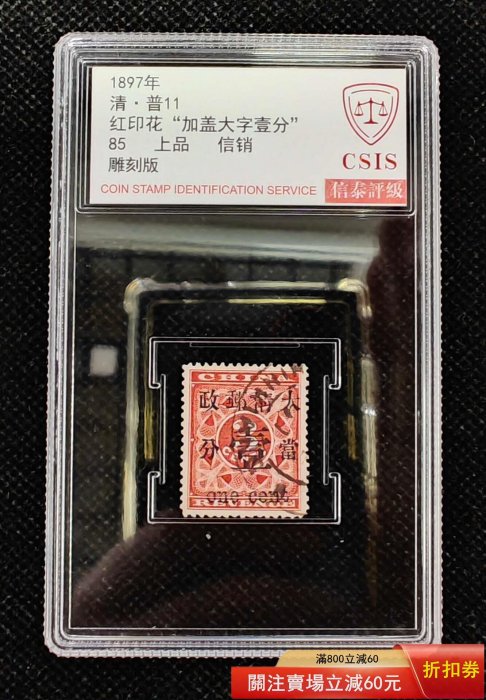 1897年
清·普11
红印花“加盖大字壹分”
85 上品 信销
雕刻版
COIN STAMP IDENTIFICATION SERVICE
CSIS
信泰評級
CHINA
大清郵政
當
壹
分
one cent
REVENUE
滿800立減60
關注賣場立減60元
折扣券